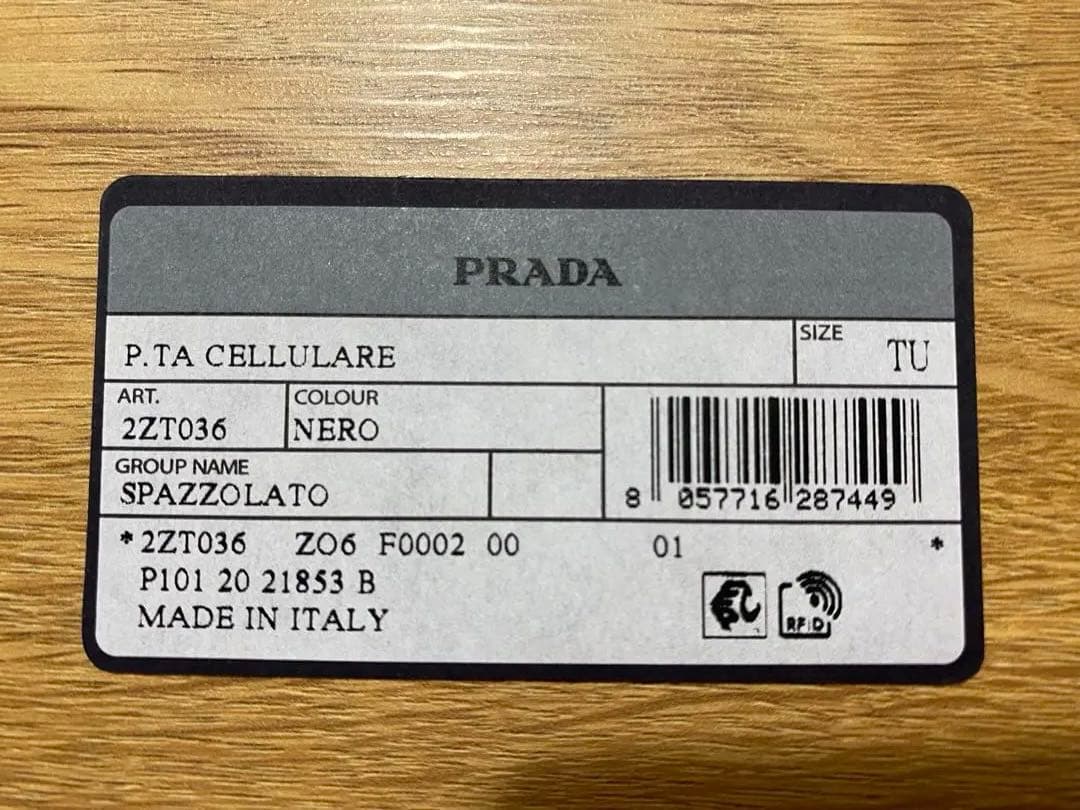 PRADA
P.TA CELLULARE
SIZE
TU
ART.
2ZT036
COLOUR
NERO
GROUP NAME
SPAZZOLATO
8 057716 287449
*2ZT036 ZO6 F0002 00 01 *
P101 20 21853 B
MADE IN ITALY
RFID